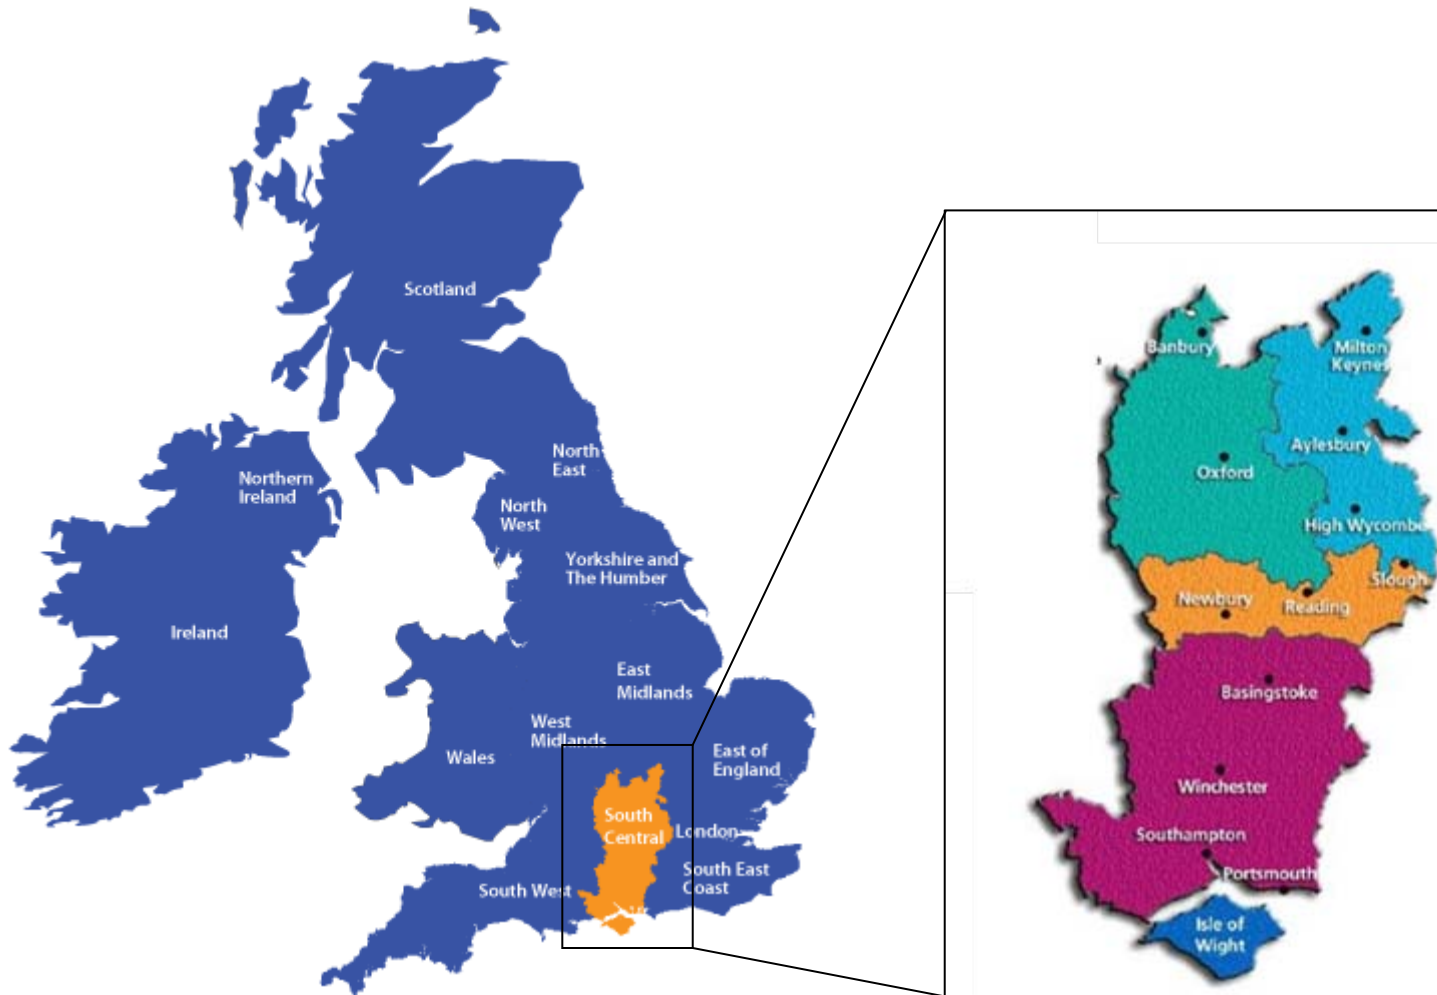 Scotland
North
East
Northern
Ireland
North
West
Yorkshire and
The Humber
Ireland
East
Midlands
West
Midlands
Wales
East of
England
South
Central
London
South East
Coast
South West
Banbury
Milton
Keynes
Aylesbury
Oxford
High Wycombe
Slough
Newbury
Reading
Basingstoke
Winchester
Southampton
Portsmouth
Isle of
Wight